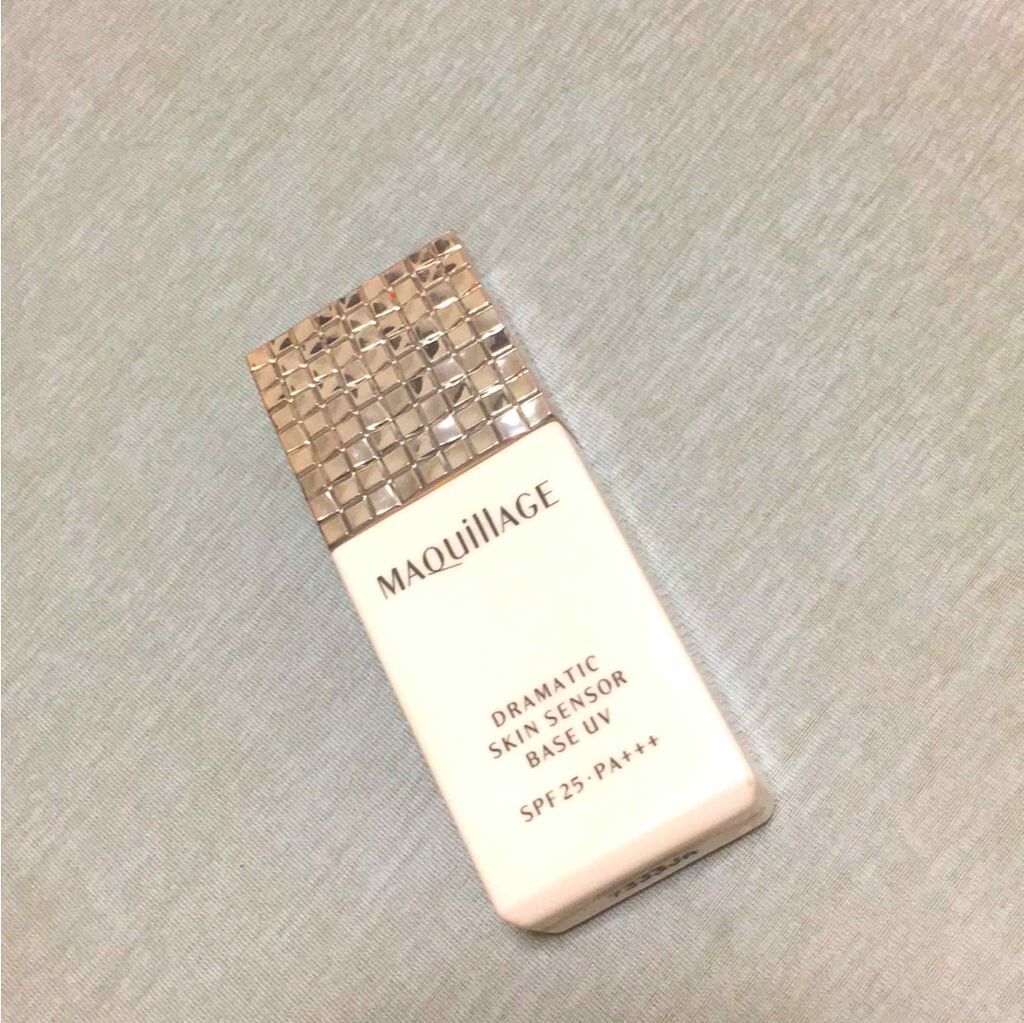 MAQuillAGE
DRAMATIC
SKIN SENSOR
BASE UV
SPF25·PA+++